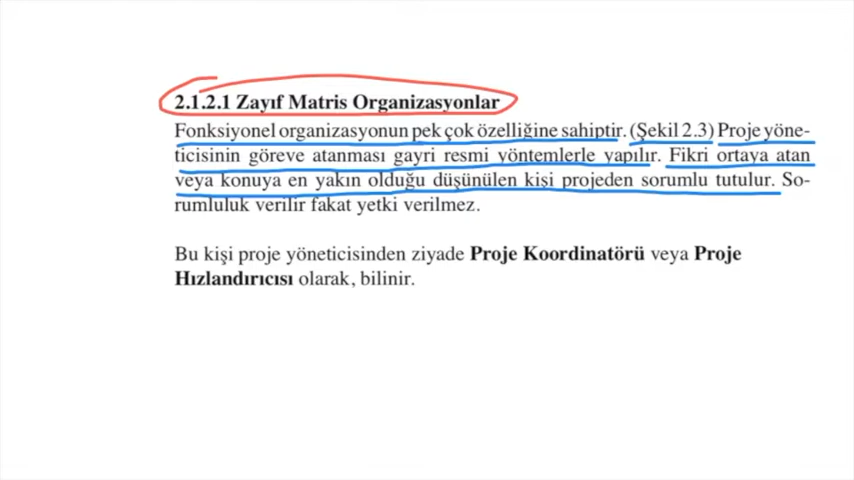 2.1.2.1 Zayıf Matris Organizasyonlar
Fonksiyonel organizasyonun pek çok özelliğine sahiptir. (Şekil 2.3) Proje yöne-
ticisinin göreve atanması gayri resmi yöntemlerle yapılır. Fikri ortaya atan
veya konuya en yakın olduğu düşünülen kişi projeden sorumlu tutulur. So-
rumluluk verilir fakat yetki verilmez.
Bu kişi proje yöneticisinden ziyade Proje Koordinatörü veya Proje
Hızlandırıcısı olarak, bilinir.